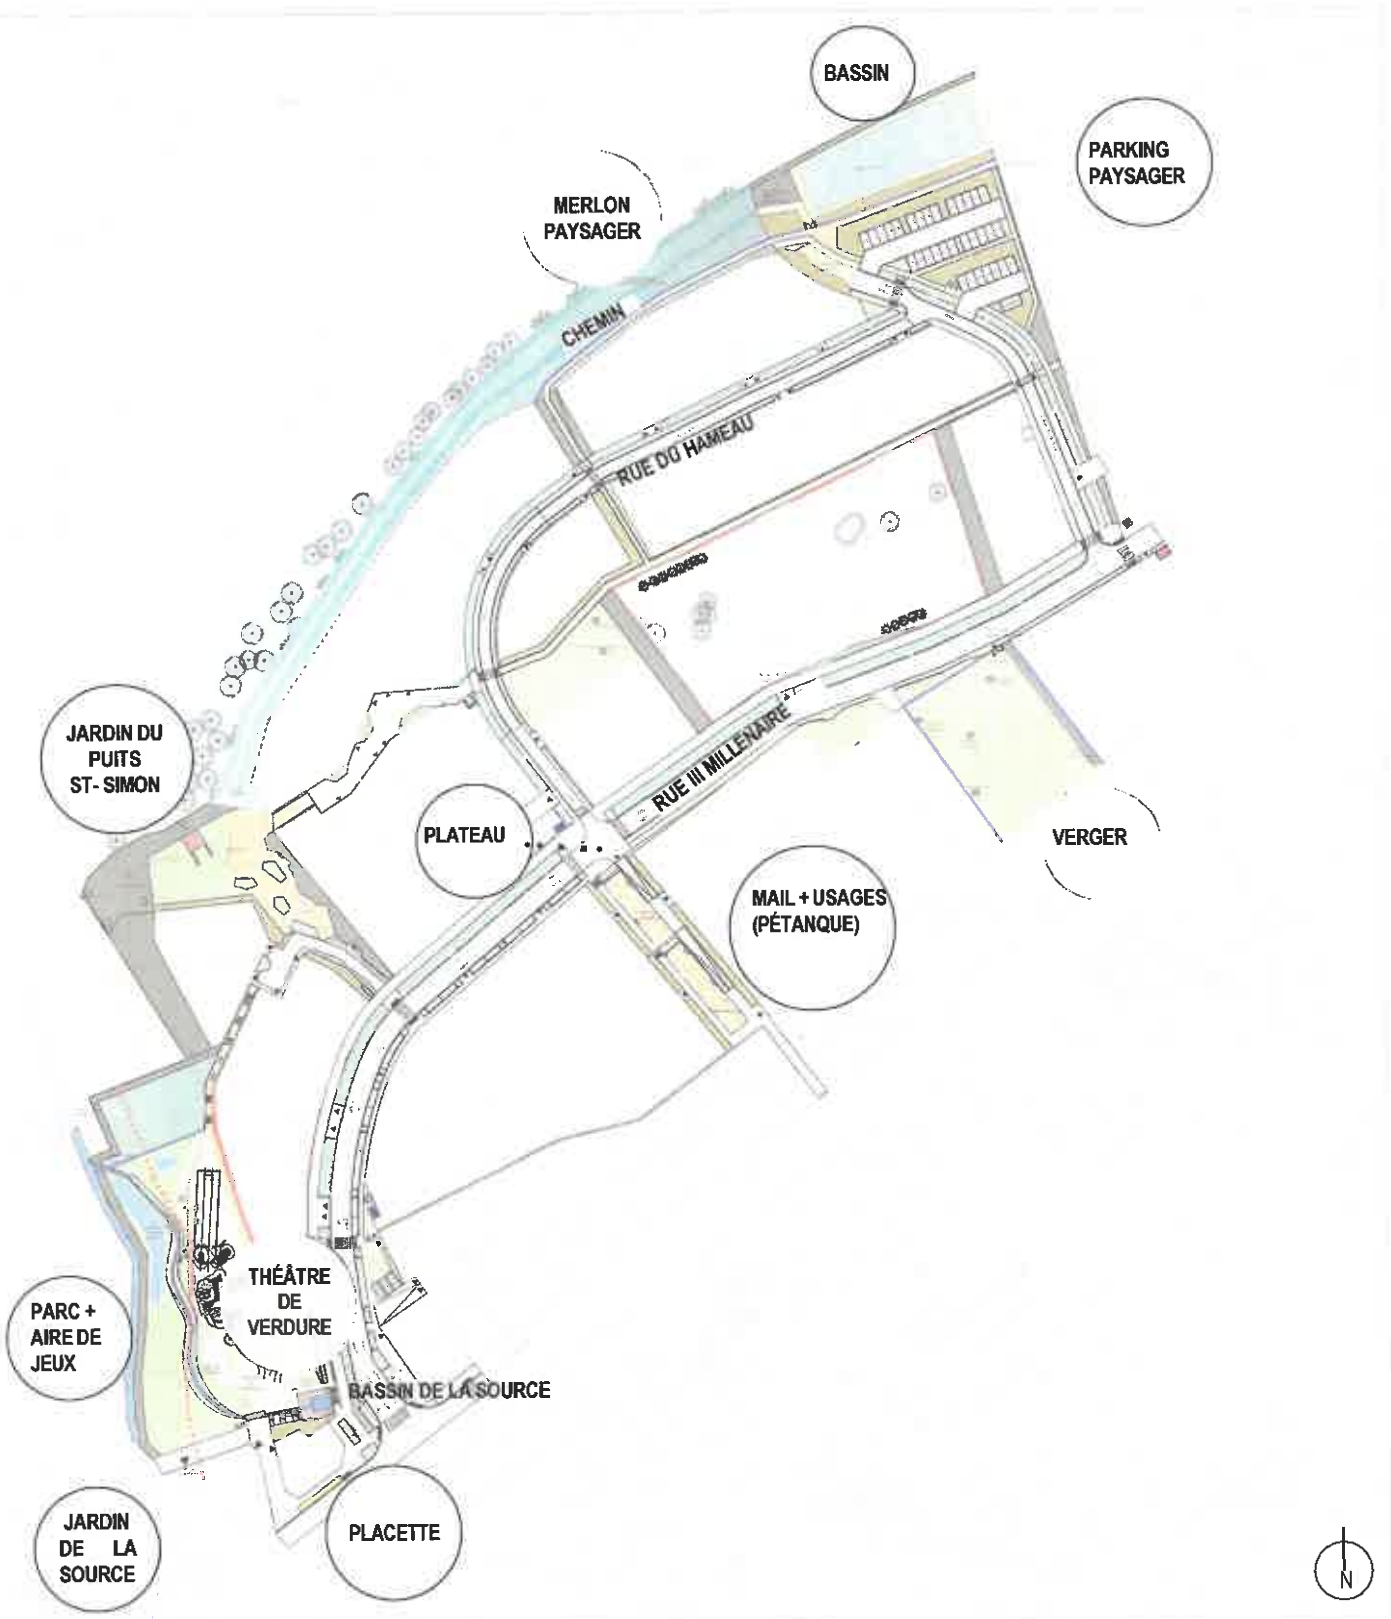 BASSIN
PARKING
PAYSAGER
MERLON
PAYSAGER
CHEMIN
RUE DU HAMEAU
JARDIN DU
PUITS
ST- SIMON
PLATEAU
RUE III MILLENAIRE
VERGER
MAIL + USAGES
(PÉTANQUE)
THÉÂTRE
DE
VERDURE
PARC +
AIRE DE
JEUX
BASSIN DE LA SOURCE
JARDIN
DE LA
SOURCE
PLACETTE
N